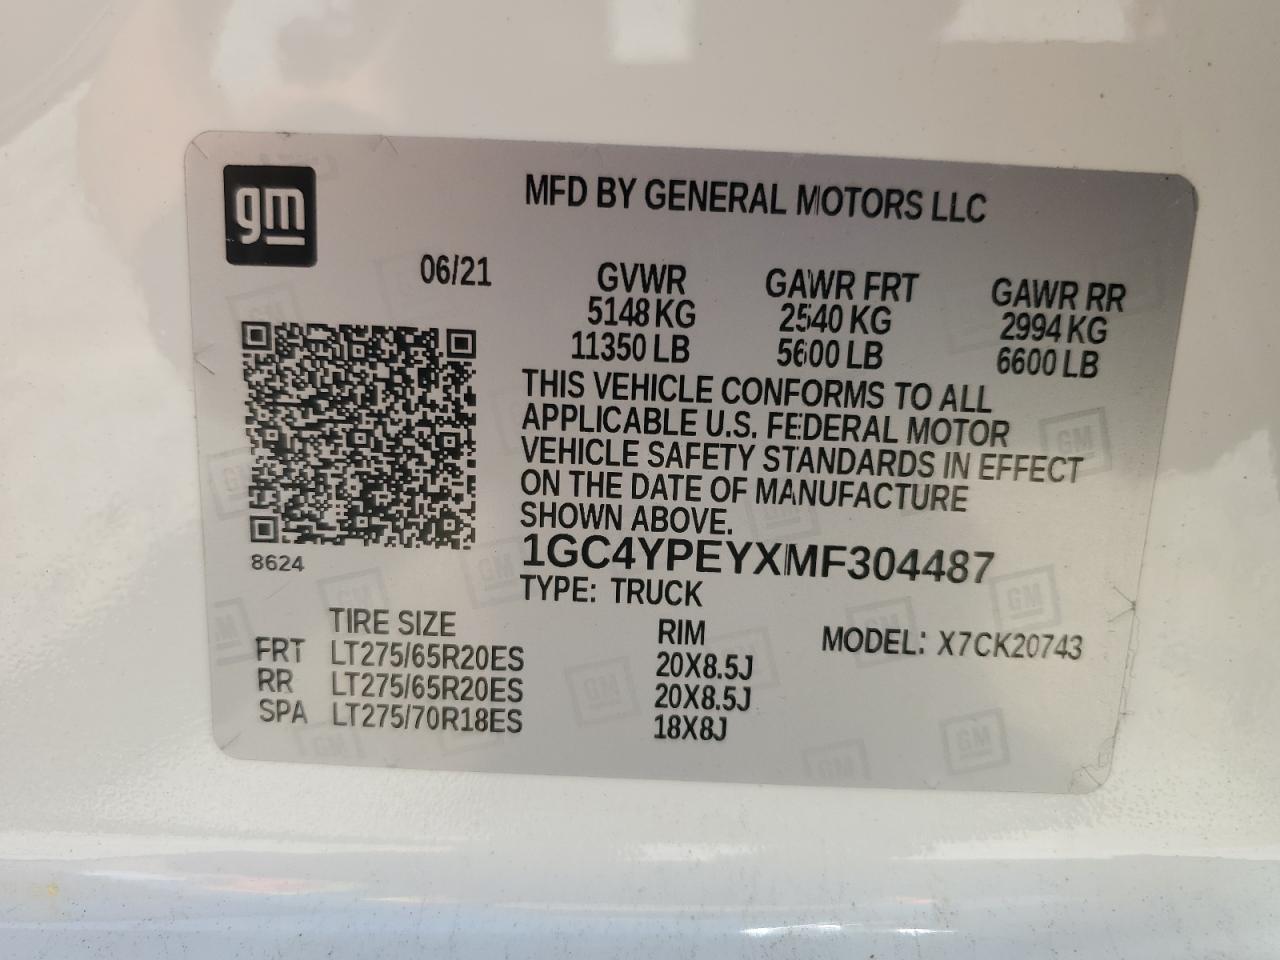 gm
MFD BY GENERAL MOTORS LLC
06/21
GVWR GAWR FRT GAWR RR
5148 KG 2540 KG 2994 KG
11350 LB 5600 LB 6600 LB
THIS VEHICLE CONFORMS TO ALL
APPLICABLE U.S. FEDERAL MOTOR
VEHICLE SAFETY STANDARDS IN EFFECT
ON THE DATE OF MANUFACTURE
SHOWN ABOVE.
1GC4YPEYXMF304487
8624
TYPE: TRUCK
TIRE SIZE RIM MODEL: X7CK20743
FRT LT275/65R20ES 20X8.5J
RR LT275/65R20ES 20X8.5J
SPA LT275/70R18ES 18X8J